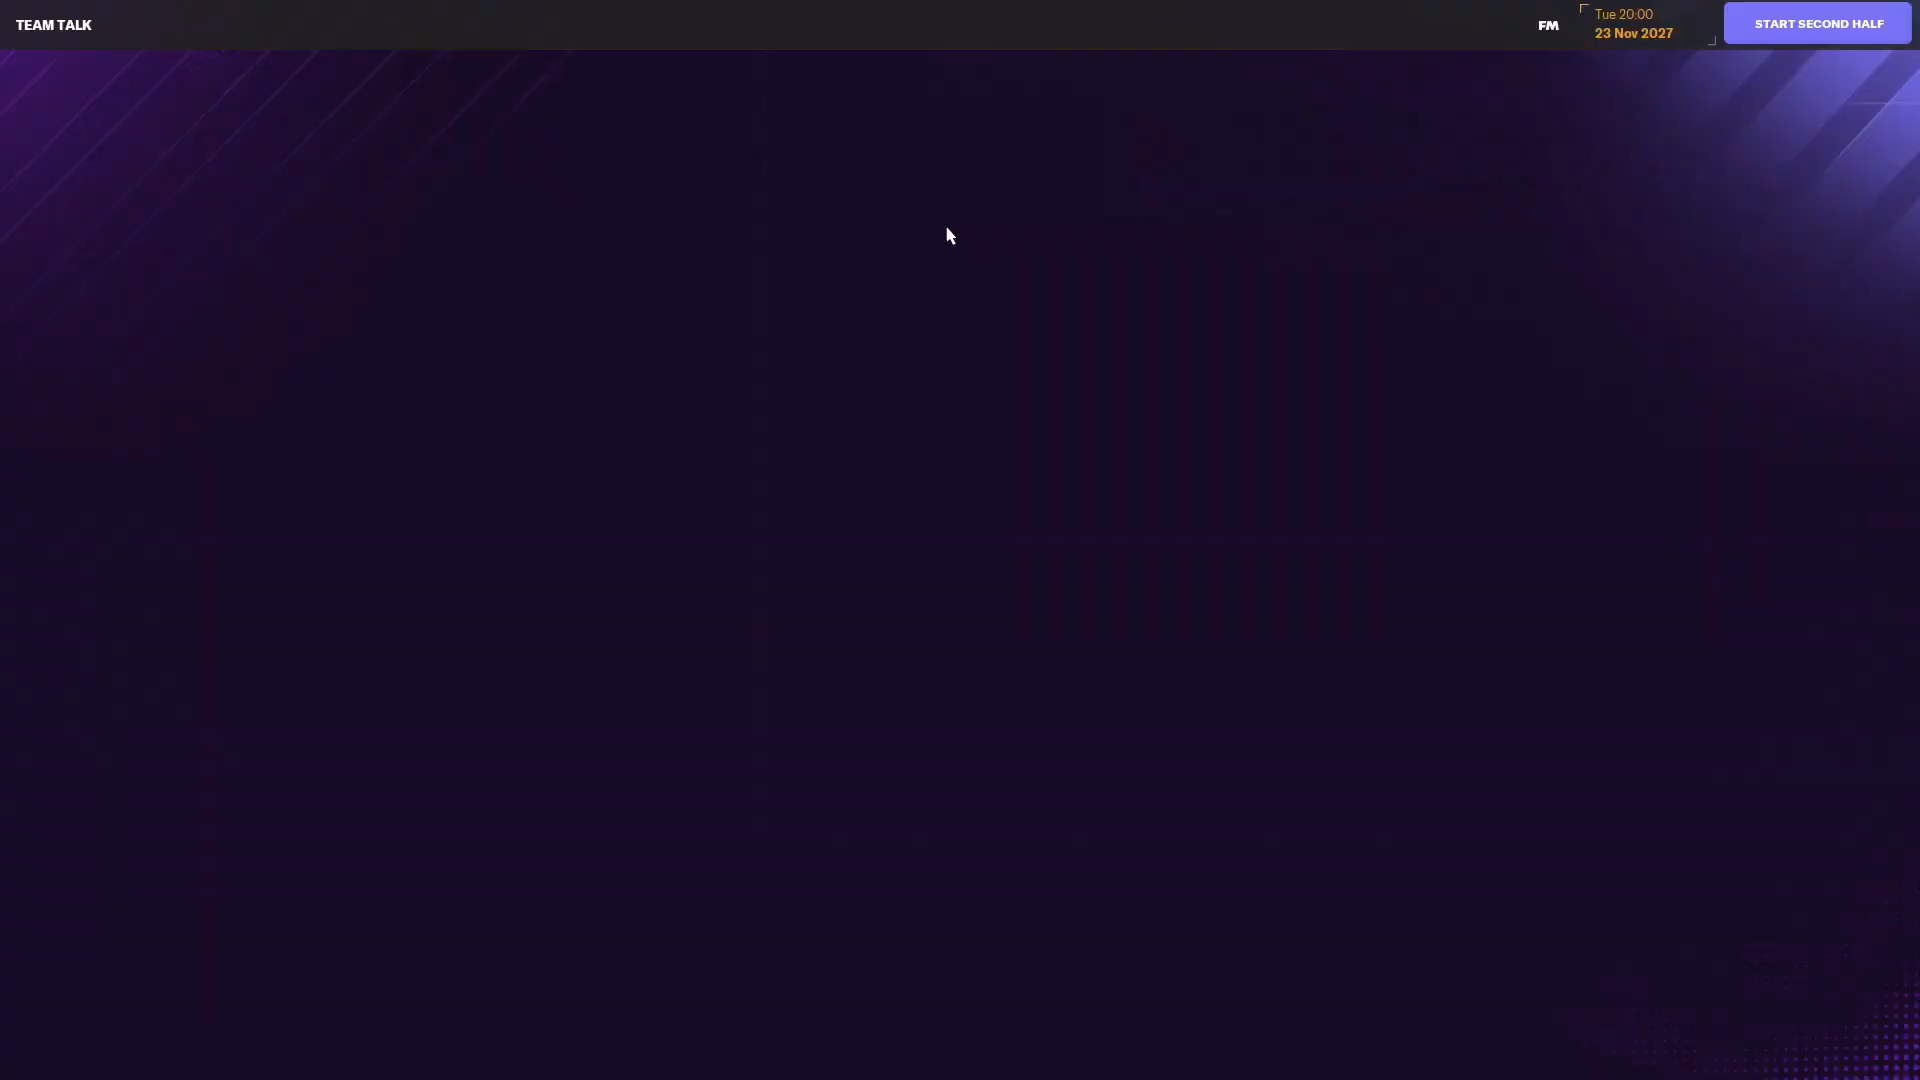 TEAM TALK
FM
Tue 20:00
23 Nov 2027
START SECOND HALF